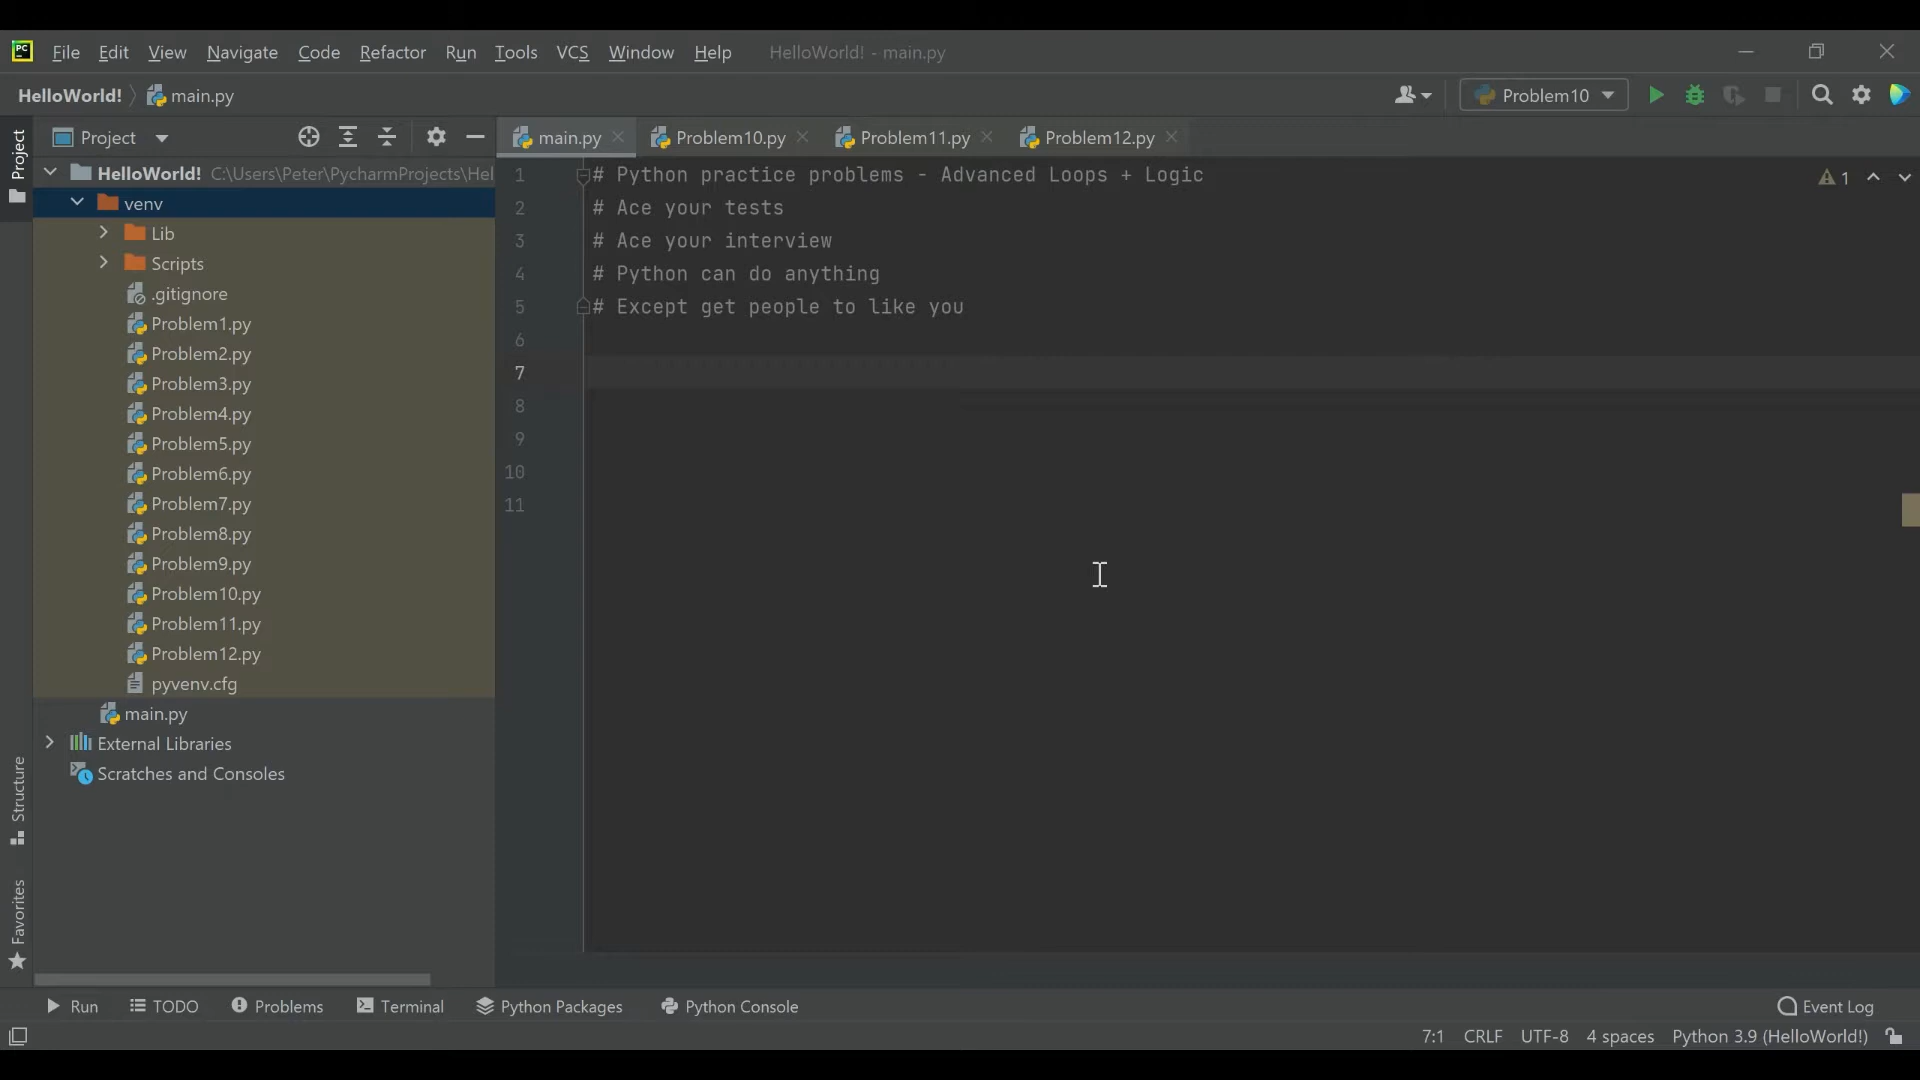 PC File Edit View Navigate Code Refactor Run Tools VCS Window Help HelloWorld! - main.py
HelloWorld! main.py Problem10
Project
Project
main.py Problem10.py Problem11.py Problem12.py
HelloWorld! C:\Users\Peter\PycharmProjects\Hel
venv
Lib
Scripts
.gitignore
Problem1.py
Problem2.py
Problem3.py
Problem4.py
Problem5.py
Problem6.py
Problem7.py
Problem8.py
Problem9.py
Problem10.py
Problem11.py
Problem12.py
pyvenv.cfg
main.py
External Libraries
Scratches and Consoles
1 # Python practice problems - Advanced Loops + Logic
2 # Ace your tests
3 # Ace your interview
4 # Python can do anything
5 # Except get people to like you
6
7
8
9
10
11
1
Structure
Favorites
Run TODO Problems Terminal Python Packages Python Console Event Log
7:1 CRLF UTF-8 4 spaces Python 3.9 (HelloWorld!)